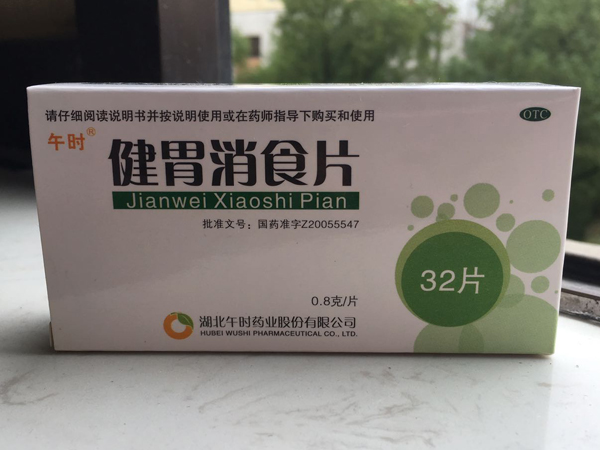 请仔细阅读说明书并按说明使用或在药师指导下购买和使用
OTC
午时®
健胃消食片
Jianwei Xiaoshi Pian
批准文号：国药准字Z20055547
32片
0.8克/片
湖北午时药业股份有限公司
HUBEI WUSHI PHARMACEUTICAL CO., LTD.